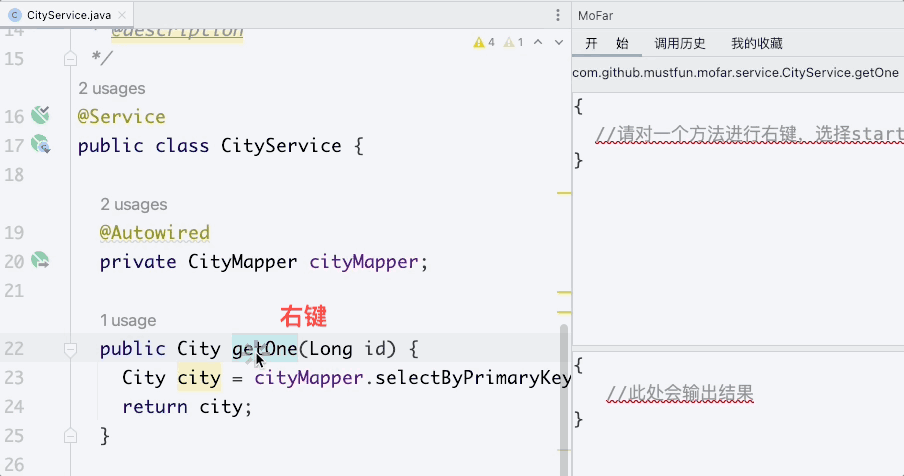 CityService.java
14
* @description
4
1
15 */
2 usages
16 @Service
17 public class CityService {
18
2 usages
19 @Autowired
20 private CityMapper cityMapper;
21
右键
1 usage
22 public City getOne(Long id) {
23 City city = cityMapper.selectByPrimaryKey
24 return city;
25 }
26
MoFar
开 始 调用历史 我的收藏
com.github.mustfun.mofar.service.CityService.getOne
{
//请对一个方法进行右键，选择start
}
{
//此处会输出结果
}